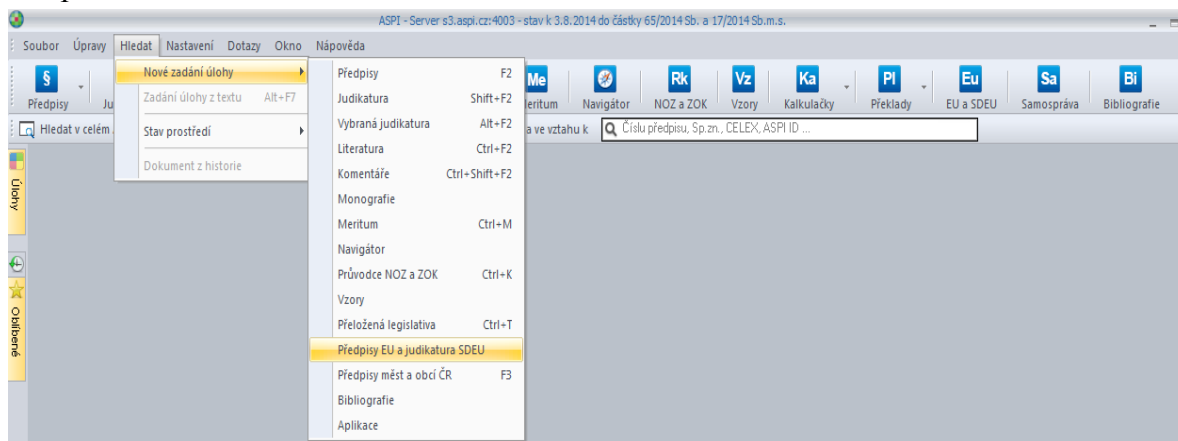 ASPI - Server s3.aspi.cz:4003 - stav k 3.8.2014 do částky 65/2014 Sb. a 17/2014 Sb.m.s.
Soubor Úpravy Hledat Nastavení Dotazy Okno Nápověda
§ Me Rk Vz Ka Pl Eu Sa Bi
Předpisy Ju eritum Navigátor NOZ a ZOK Vzory Kalkulačky Překlady EU a SDEU Samospráva Bibliografie
Hledat v celém a ve vztahu k Číslu předpisu, Sp.zn., CELEX, ASPI ID ...
Nové zadání úlohy
Zadání úlohy z textu Alt+F7
Stav prostředí
Dokument z historie
Předpisy F2
Judikatura Shift+F2
Vybraná judikatura Alt+F2
Literatura Ctrl+F2
Komentáře Ctrl+Shift+F2
Monografie
Meritum Ctrl+M
Navigátor
Průvodce NOZ a ZOK Ctrl+K
Vzory
Přeložená legislativa Ctrl+T
Předpisy EU a judikatura SDEU
Předpisy měst a obcí ČR F3
Bibliografie
Aplikace
Úlohy
Oblíbené